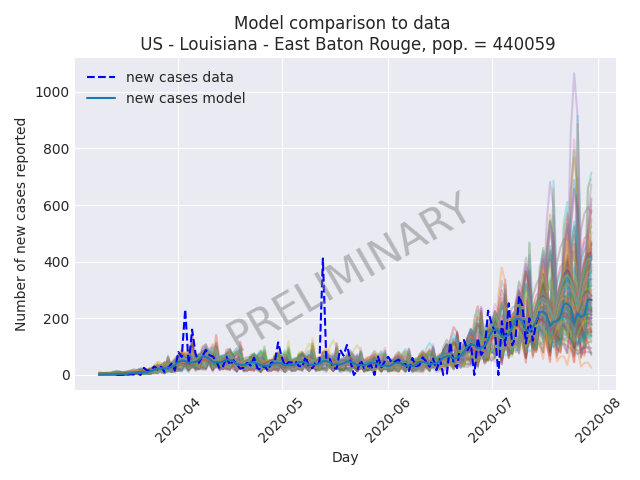 Model comparison to data
US - Louisiana - East Baton Rouge, pop. = 440059
new cases data
new cases model
Number of new cases reported
1000
800
600
400
200
0
PRELIMINARY
2020-04
2020-05
2020-06
2020-07
2020-08
Day